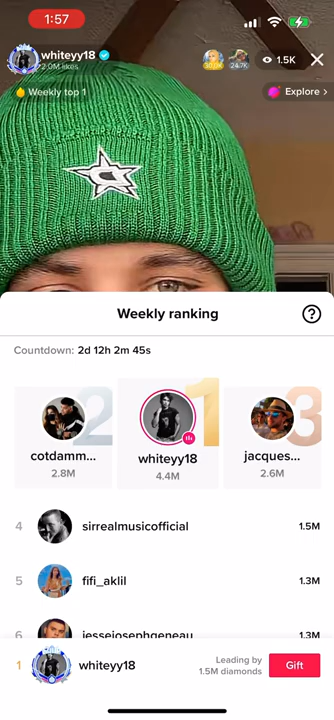 1:57
whiteyy18
2.0M likes
24.7K
1.5K
Weekly top 1
Explore >
Weekly ranking
Countdown: 2d 12h 2m 45s
2
1
3
cotdamm...
whiteyy18
jacques...
2.8M
4.4M
2.6M
4 sirrealmusicofficial 1.5M
5 fifi_aklil 1.3M
6 jessejosephgeneau 1.3M
1 whiteyy18 Leading by
1.5M diamonds
Gift